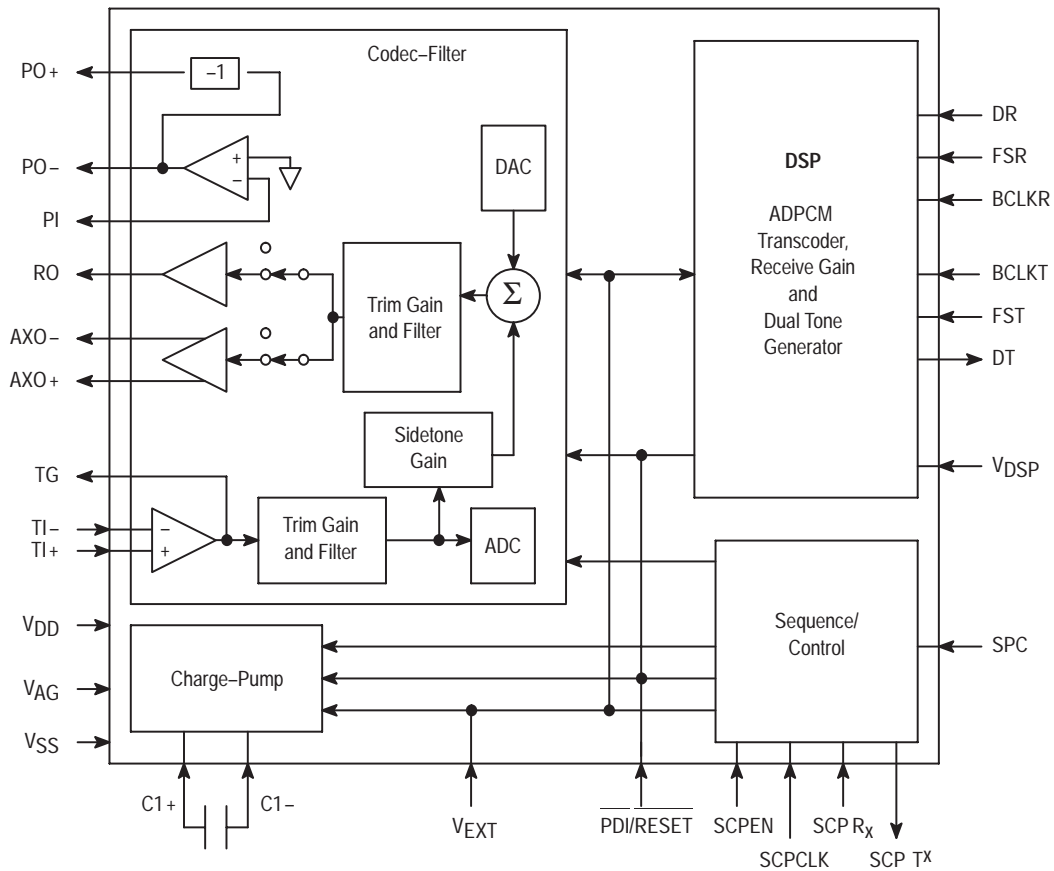 Codec–Filter
PO+
–1
PO–
+
–
PI
DAC
RO
Trim Gain
and Filter
Σ
AXO–
AXO+
Sidetone
Gain
TG
TI–
TI+
–
+
Trim Gain
and Filter
ADC
DSP
ADPCM
Transcoder,
Receive Gain
and
Dual Tone
Generator
DR
FSR
BCLKR
BCLKT
FST
DT
VDSP
VDD
VAG
VSS
Charge–Pump
Sequence/
Control
SPC
C1+
C1–
VEXT
PDI/RESET
SCPEN
SCPCLK
SCP RX
SCP TX